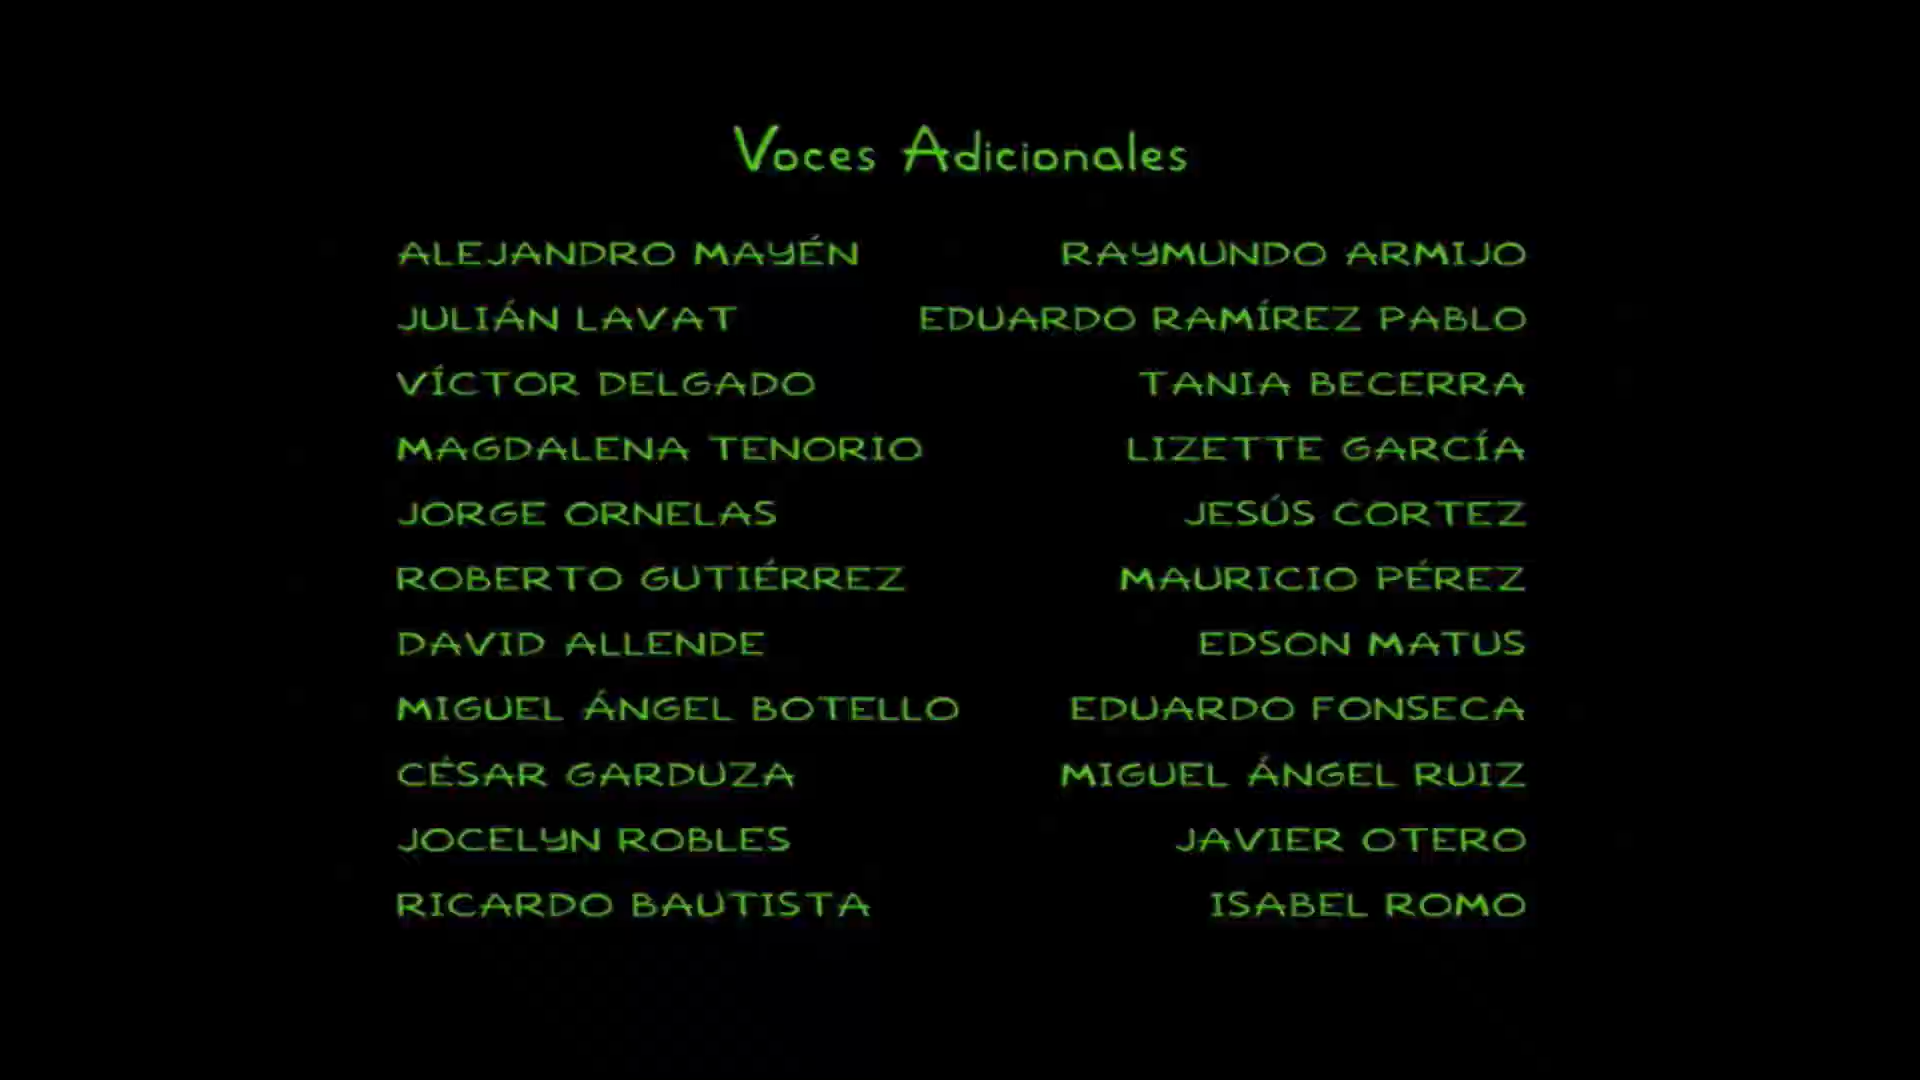 Voces Adicionales
ALEJANDRO MAYÉN RAYMUNDO ARMIJO
JULIÁN LAVAT EDUARDO RAMÍREZ PABLO
VÍCTOR DELGADO TANIA BECERRA
MAGDALENA TENORIO LIZETTE GARCÍA
JORGE ORNELAS JESÚS CORTEZ
ROBERTO GUTIÉRREZ MAURICIO PÉREZ
DAVID ALLENDE EDSON MATUS
MIGUEL ÁNGEL BOTELLO EDUARDO FONSECA
CÉSAR GARDUZA MIGUEL ÁNGEL RUIZ
JOCELYN ROBLES JAVIER OTERO
RICARDO BAUTISTA ISABEL ROMO